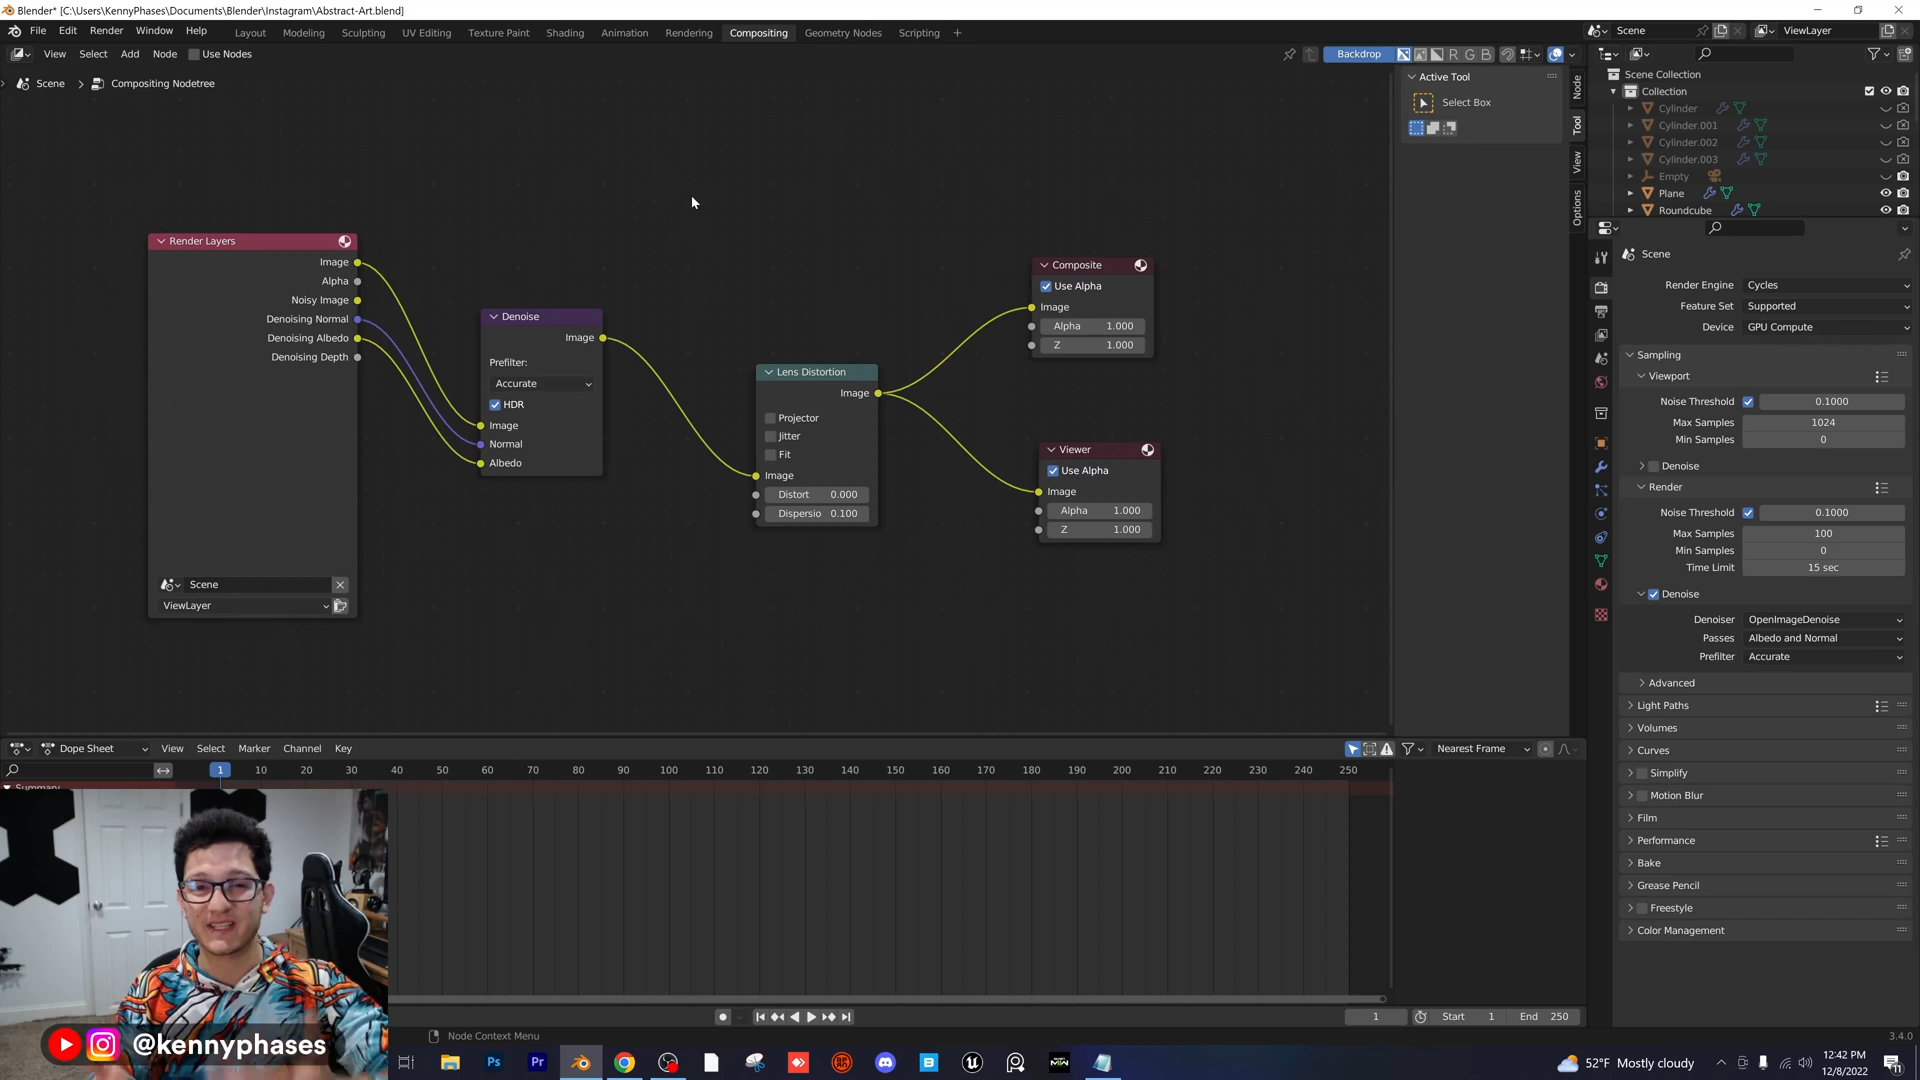 Blender* [C:\Users\KennyPhases\Documents\Blender\Instagram\Abstract-Art.blend]
File Edit Render Window Help Layout Modeling Sculpting UV Editing Texture Paint Shading Animation Rendering Compositing Geometry Nodes Scripting + Scene ViewLayer
View Select Add Node Use Nodes Backdrop R G B
Scene > Compositing Nodetree
Active Tool
Select Box
Node
Tool
View
Options
Scene Collection
Collection
Cylinder
Cylinder.001
Cylinder.002
Cylinder.003
Empty
Plane
Roundcube
Render Layers
Image
Alpha
Noisy Image
Denoising Normal
Denoising Albedo
Denoising Depth
Scene
ViewLayer
Denoise
Image
Prefilter:
Accurate
HDR
Image
Normal
Albedo
Lens Distortion
Image
Projector
Jitter
Fit
Image
Distort 0.000
Dispersio 0.100
Composite
Use Alpha
Image
Alpha 1.000
Z 1.000
Viewer
Use Alpha
Image
Alpha 1.000
Z 1.000
Scene
Render Engine Cycles
Feature Set Supported
Device GPU Compute
Sampling
Viewport
Noise Threshold 0.1000
Max Samples 1024
Min Samples 0
Denoise
Render
Noise Threshold 0.1000
Max Samples 100
Min Samples 0
Time Limit 15 sec
Denoise
Denoiser OpenImageDenoise
Passes Albedo and Normal
Prefilter Accurate
Advanced
Light Paths
Volumes
Curves
Simplify
Motion Blur
Film
Performance
Bake
Grease Pencil
Freestyle
Color Management
Dope Sheet View Select Marker Channel Key Nearest Frame
1 10 20 30 40 50 60 70 80 90 100 110 120 130 140 150 160 170 180 190 200 210 220 230 240 250
Summary
1 Start 1 End 250
Node Context Menu
3.4.0
@kennyphases
Ps Pr
52°F Mostly cloudy
12:42 PM
12/8/2022
11